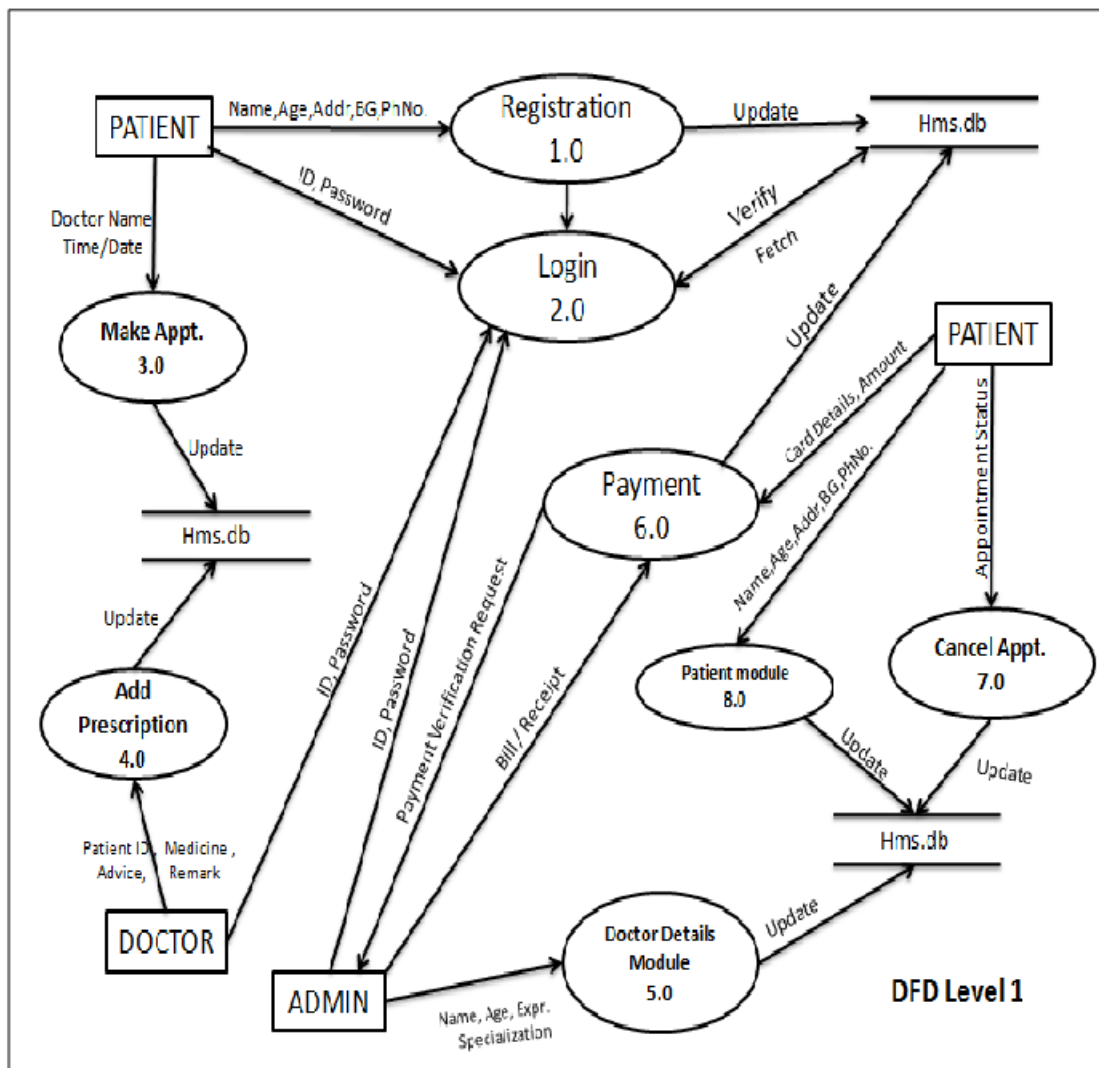 PATIENT
Name,Age,Addr,BG,PhNo.
Registration
1.0
Update
Hms.db
ID, Password
Doctor Name
Time/Date
Login
2.0
Verify
Fetch
Make Appt.
3.0
Update
PATIENT
Update
Card Details, Amount
Name,Age,Addr,BG,PhNo.
Appointment Status
Payment
6.0
Hms.db
Update
ID, Password
ID, Password
Payment Verification Request
Bill / Receipt
Patient module
8.0
Cancel Appt.
7.0
Add
Prescription
4.0
Update
Update
Hms.db
Patient ID, Medicine,
Advice, Remark
DOCTOR
Doctor Details
Module
5.0
Update
ADMIN
Name, Age, Expr.
Specialization
DFD Level 1